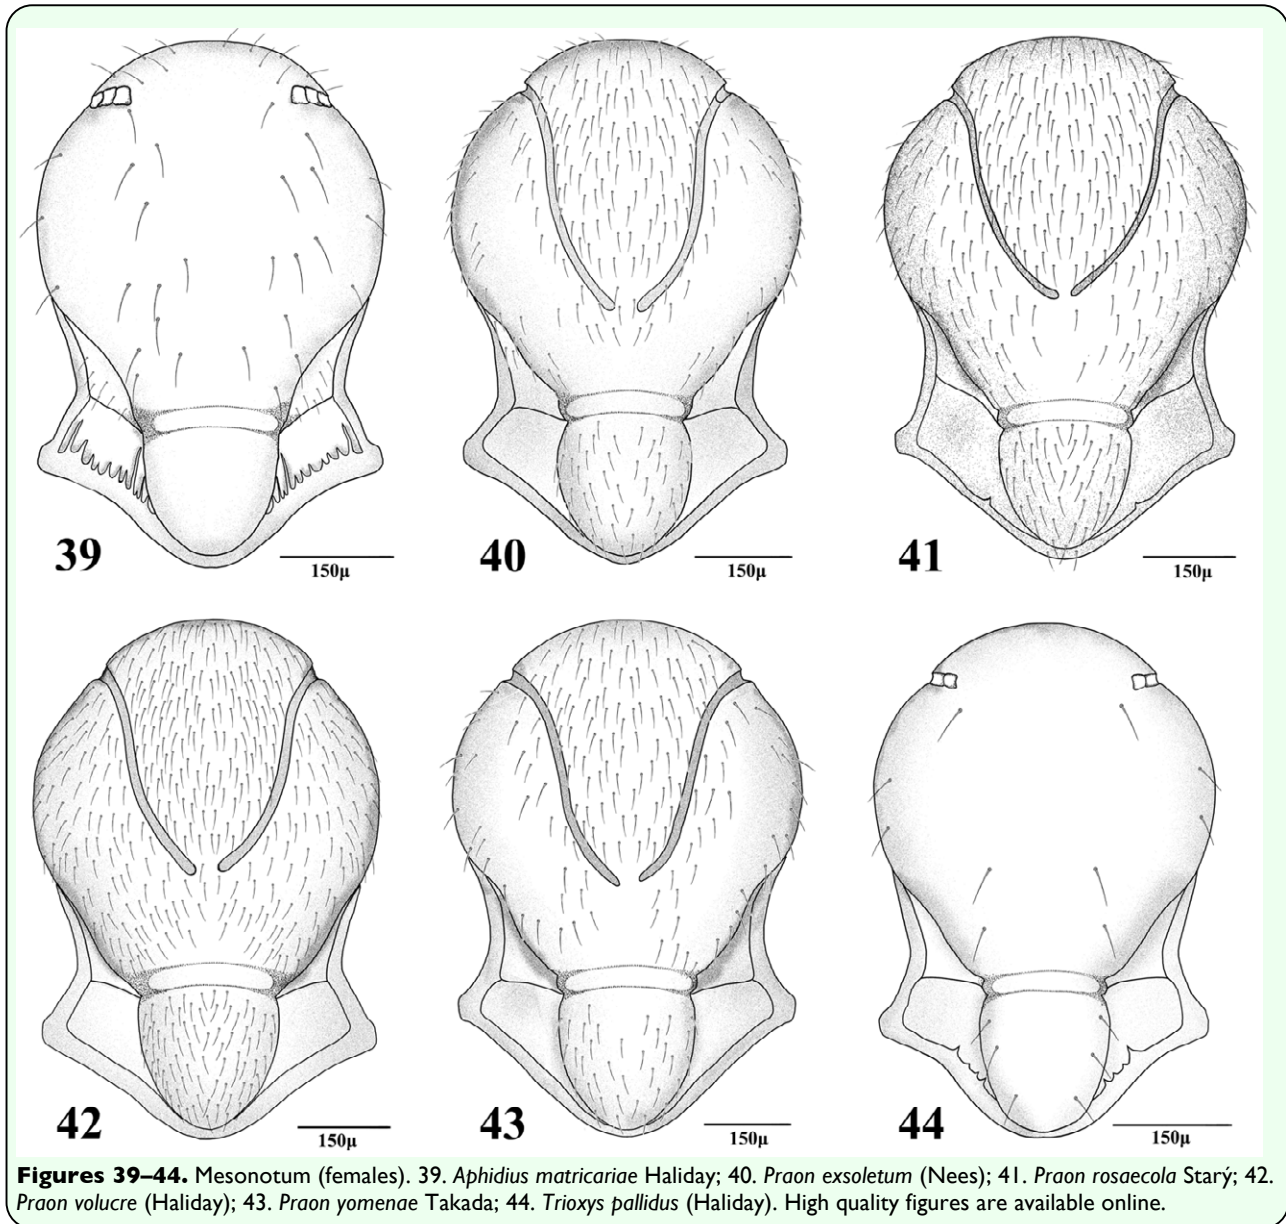 39
150μ
40
150μ
41
150μ
42
150μ
43
150μ
44
150μ
Figures 39–44. Mesonotum (females). 39. Aphidius matricariae Haliday; 40. Praon exsoletum (Nees); 41. Praon rosaecola Starý; 42.
Praon volucre (Haliday); 43. Praon yomenae Takada; 44. Trioxys pallidus (Haliday). High quality figures are available online.